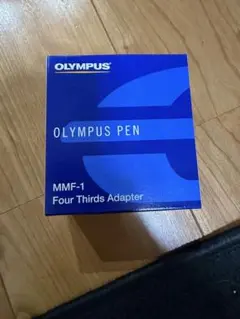 OLYMPUS
OLYMPUS PEN
MMF-1
Four Thirds Adapter